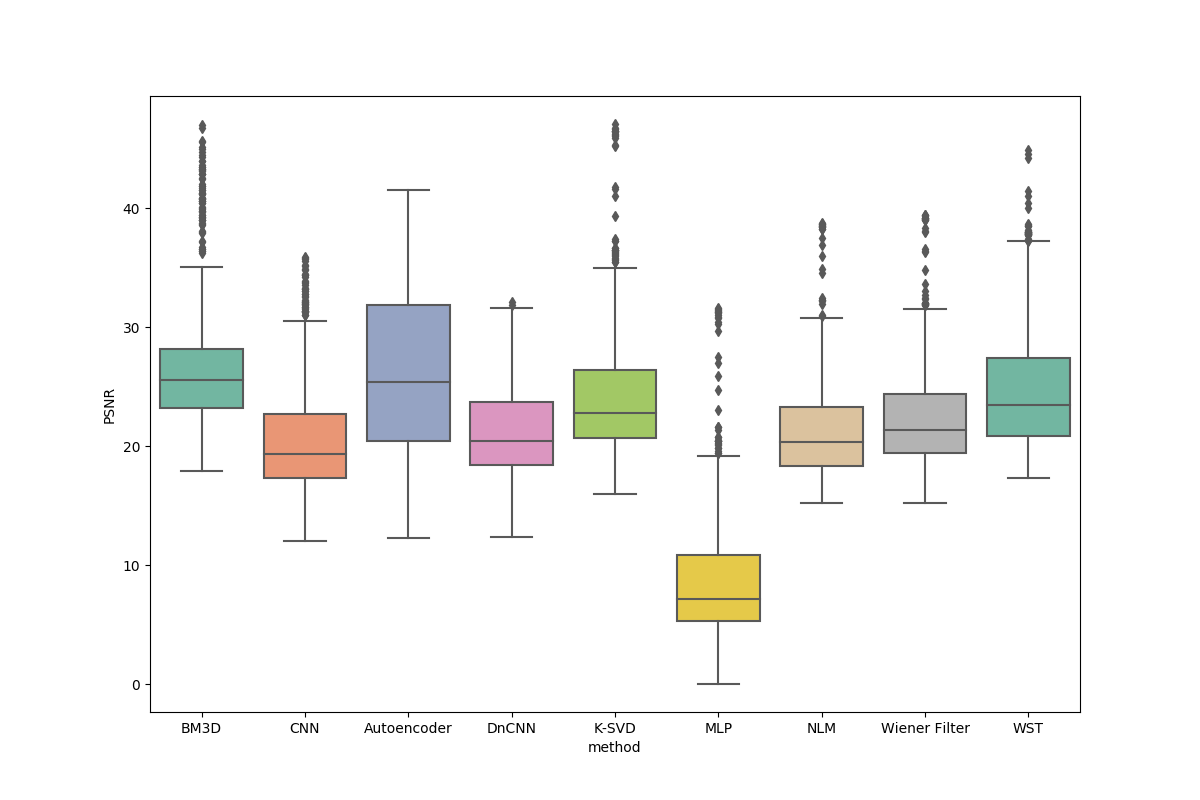 PSNR
40
30
20
10
0
BM3D CNN Autoencoder DnCNN K-SVD MLP NLM Wiener Filter WST
method